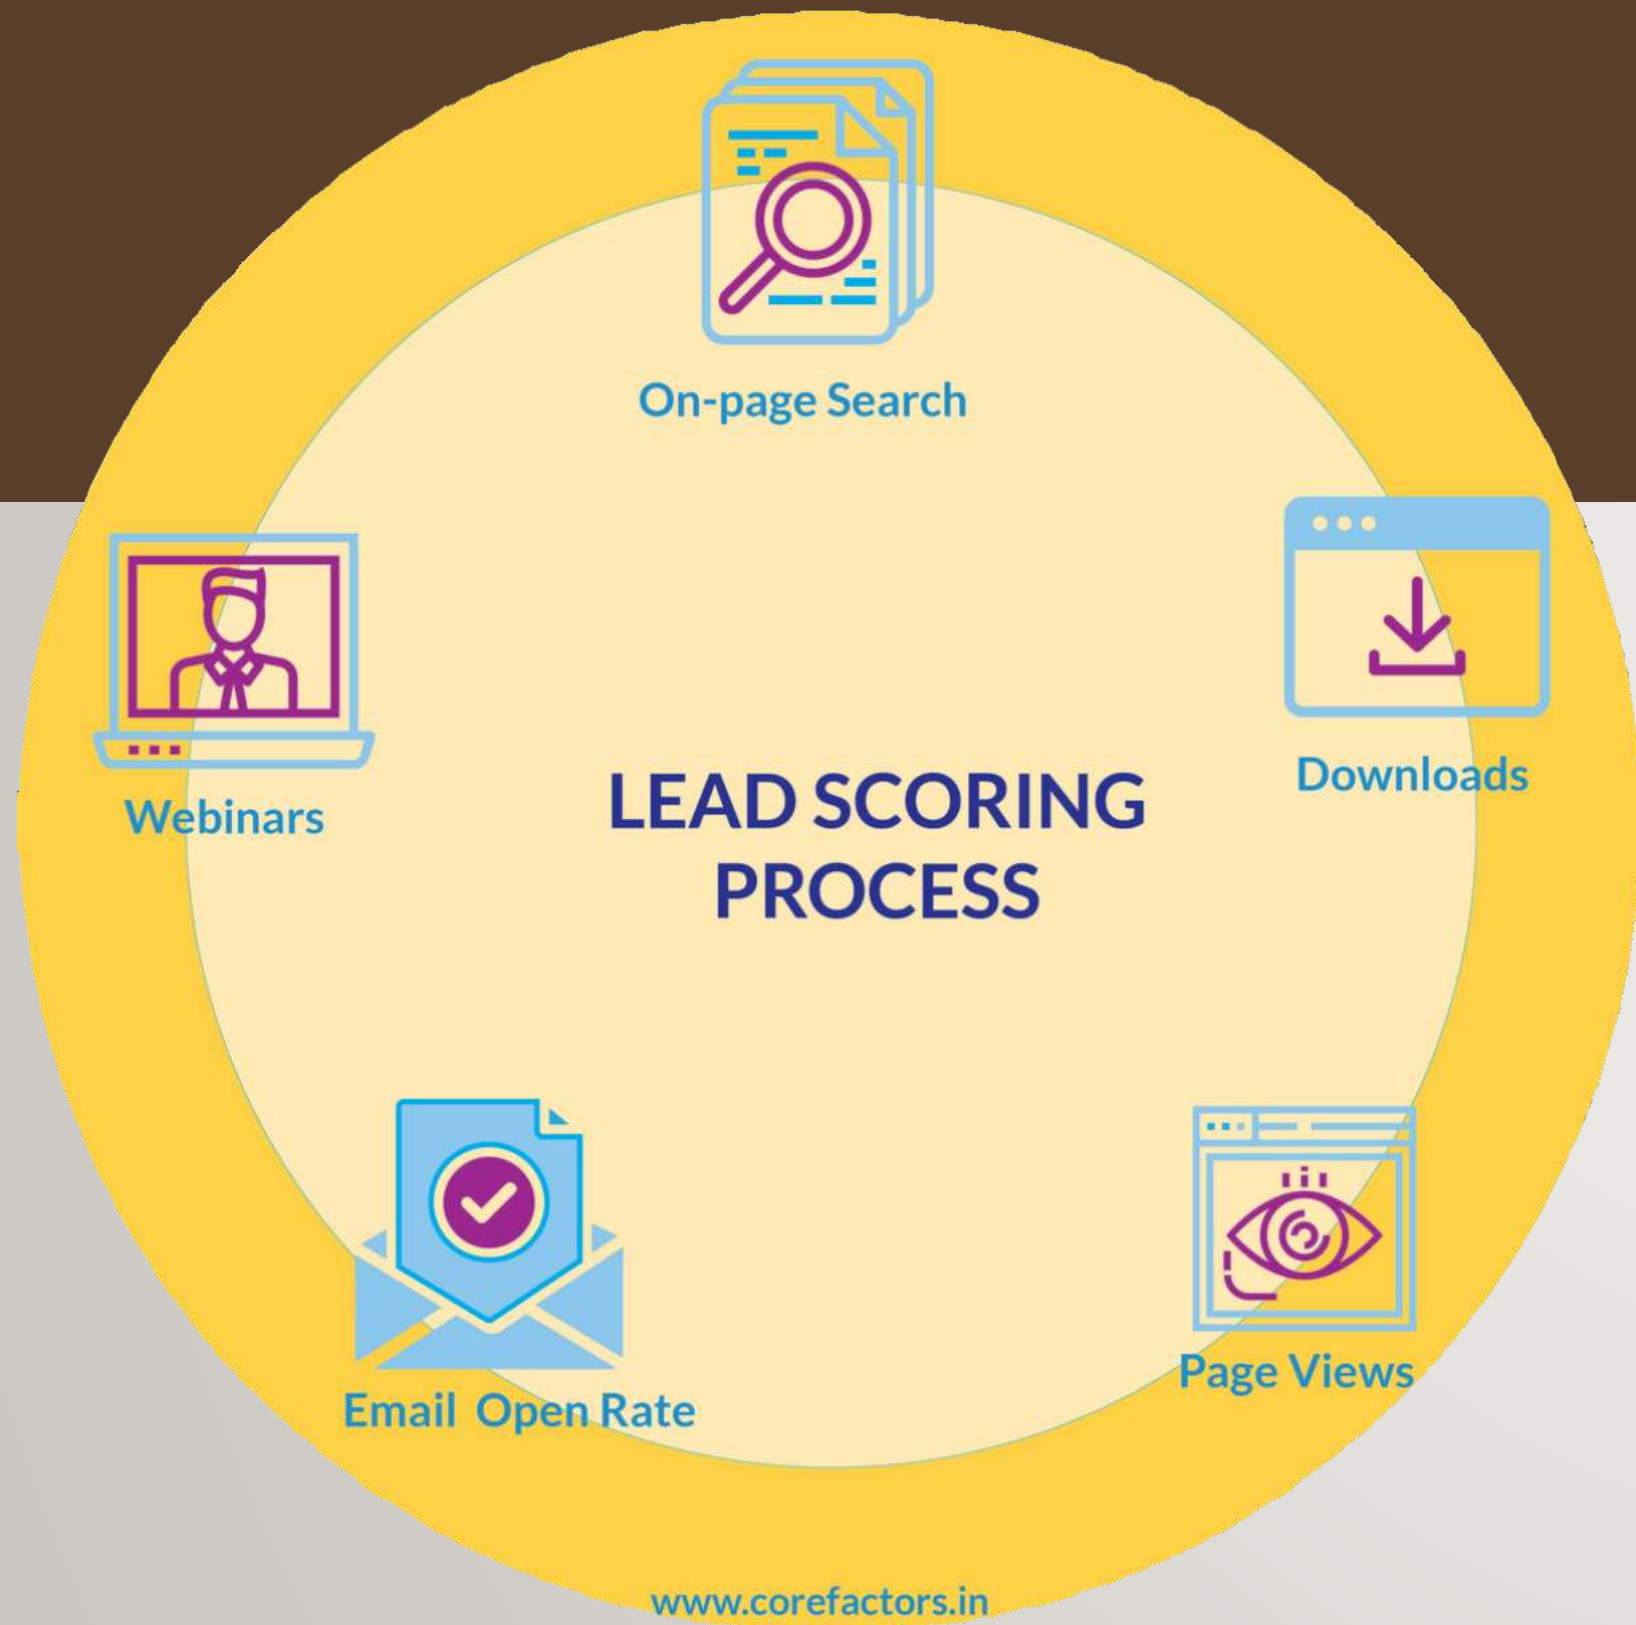 On-page Search
Downloads
Webinars
LEAD SCORING
PROCESS
Page Views
Email Open Rate
www.corefactors.in